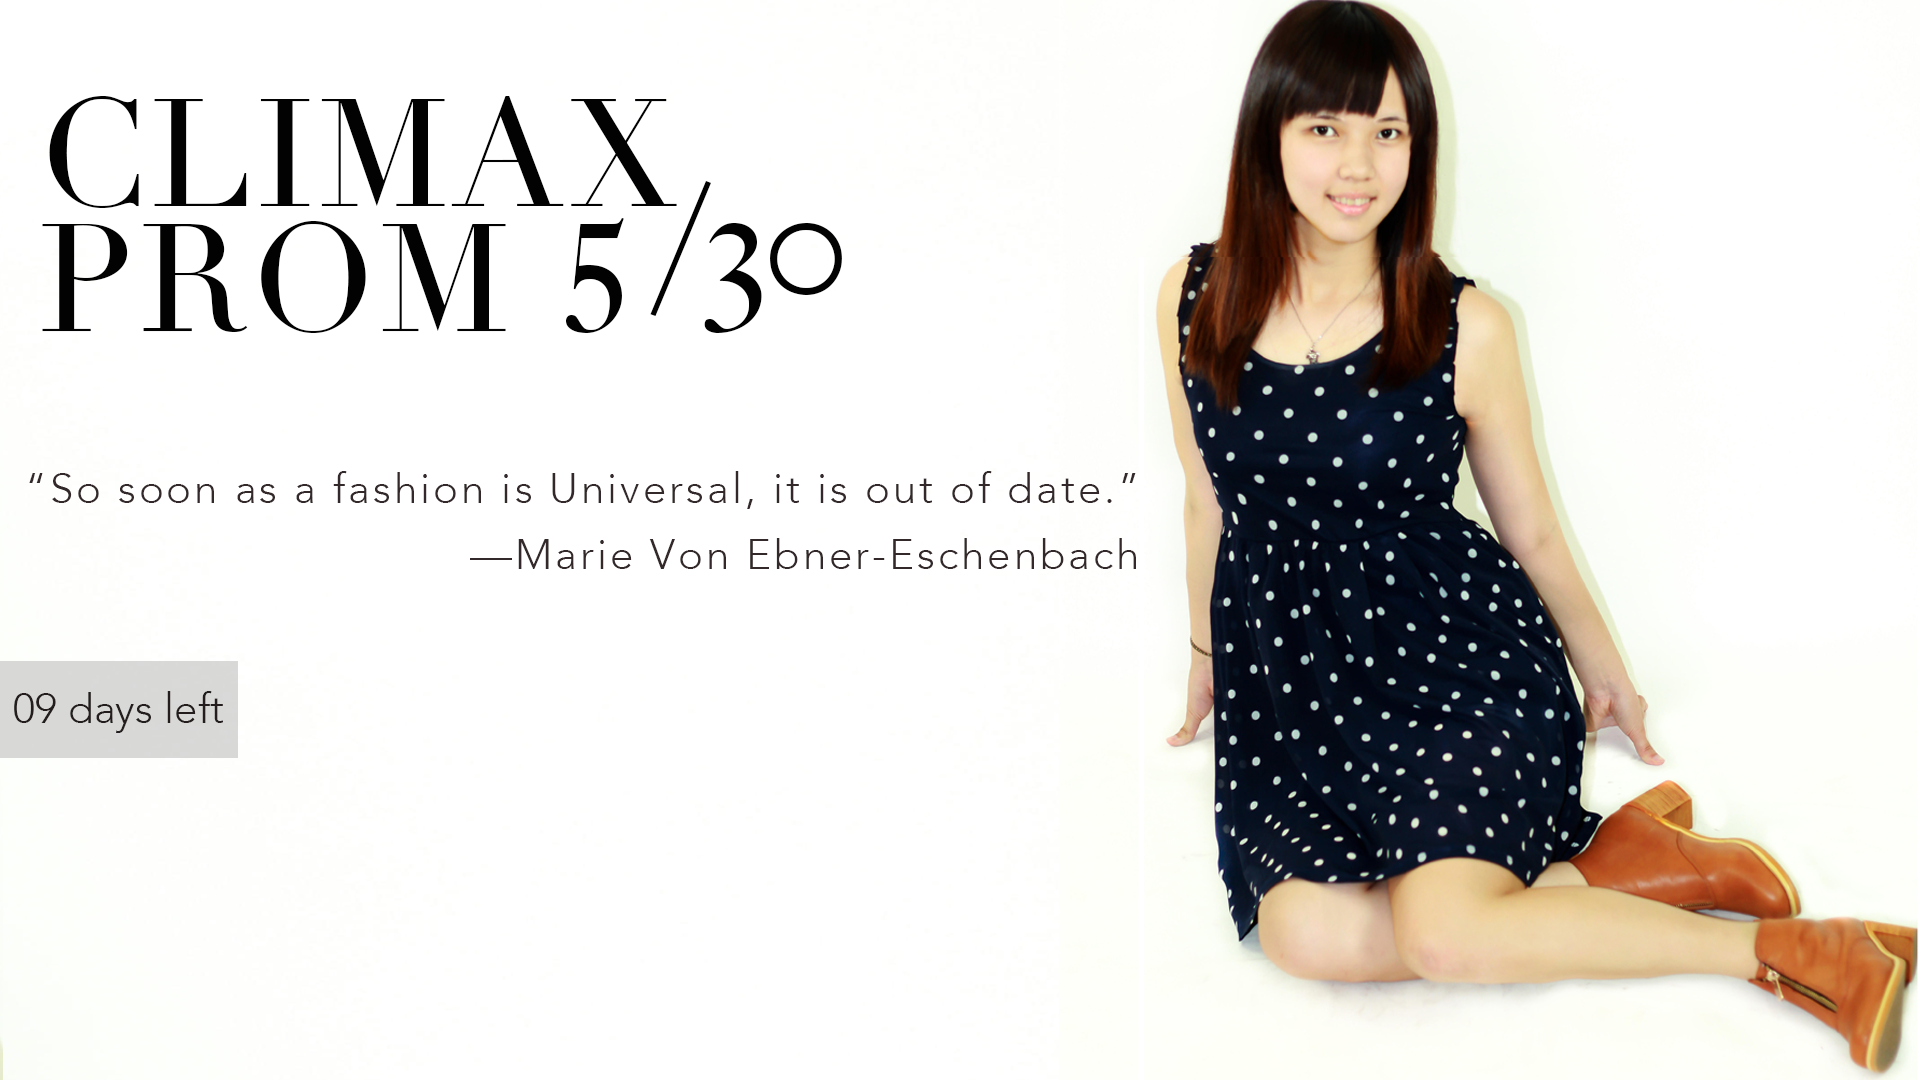 CLIMAX
PROM 5/30
“So soon as a fashion is Universal, it is out of date.”
—Marie Von Ebner-Eschenbach
09 days left